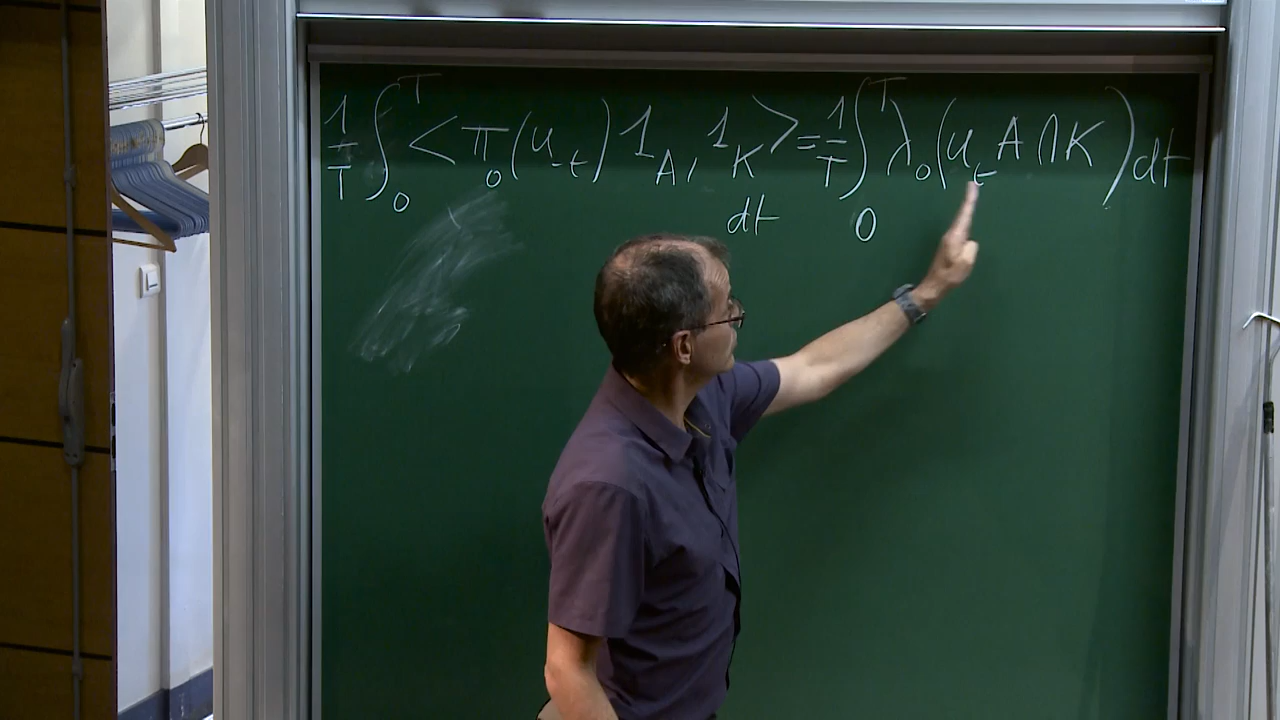 1/T ∫_0^T < π_0(u_{-t}) 1_A, 1_K > = 1/T ∫_0^T λ_0(u_t A ∩ K) dt
dt